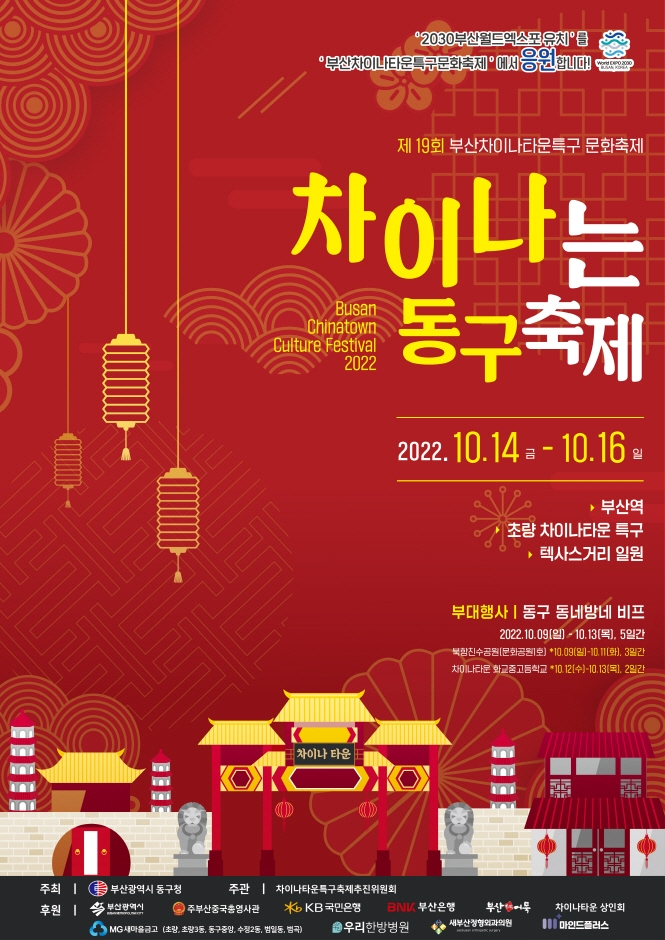 '2030부산월드엑스포 유치'를
'부산차이나타운특구문화축제'에서 응원합니다!
World EXPO 2030
BUSAN, KOREA
제 19회 부산차이나타운특구 문화축제
차이나는
동구축제
Busan
Chinatown
Culture Festival
2022
2022. 10.14 금 - 10.16 일
부산역
초량 차이나타운 특구
텍사스거리 일원
부대행사 | 동구 동네방네 비프
2022.10.09(일) - 10.13(목), 5일간
북항친수공원(문화공원1호) *10.09(일)-10.11(화), 3일간
차이나타운 화교중고등학교 *10.12(수)-10.13(목), 2일간
차이나 타운
주최 | 부산광역시 동구청 주관 | 차이나타운특구축제추진위원회
후원 | 부산광역시 주부산중국총영사관 KB국민은행 BNK 부산은행 부산어묵 차이나타운 상인회
BUSAN METROPOLITAN CITY
MG새마을금고 (초량, 초량3동, 동구중앙, 수정2동, 범일동, 범곡) 우리한방병원 새부산정형외과의원 마인드플러스